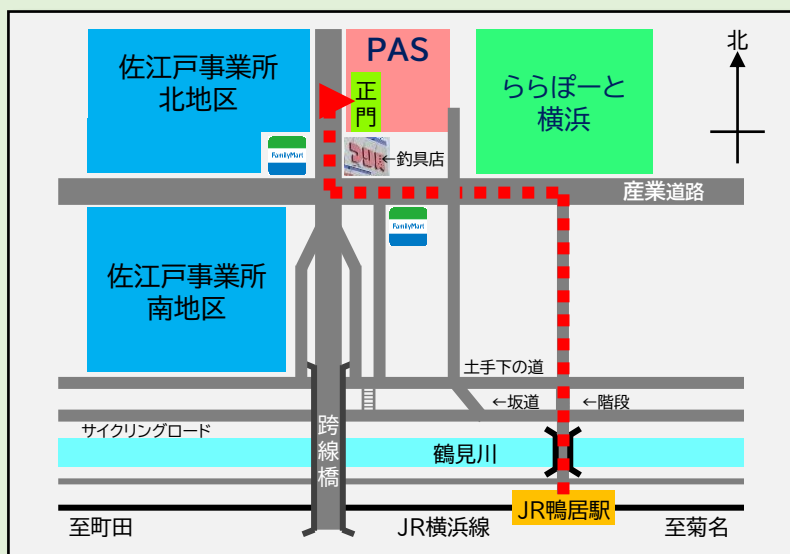 佐江戸事業所
北地区
PAS
正門
ららぽーと
横浜
北
FamilyMart
←釣具店
産業道路
FamilyMart
佐江戸事業所
南地区
土手下の道
←坂道
←階段
サイクリングロード
跨線橋
鶴見川
JR鴨居駅
至町田
JR横浜線
至菊名